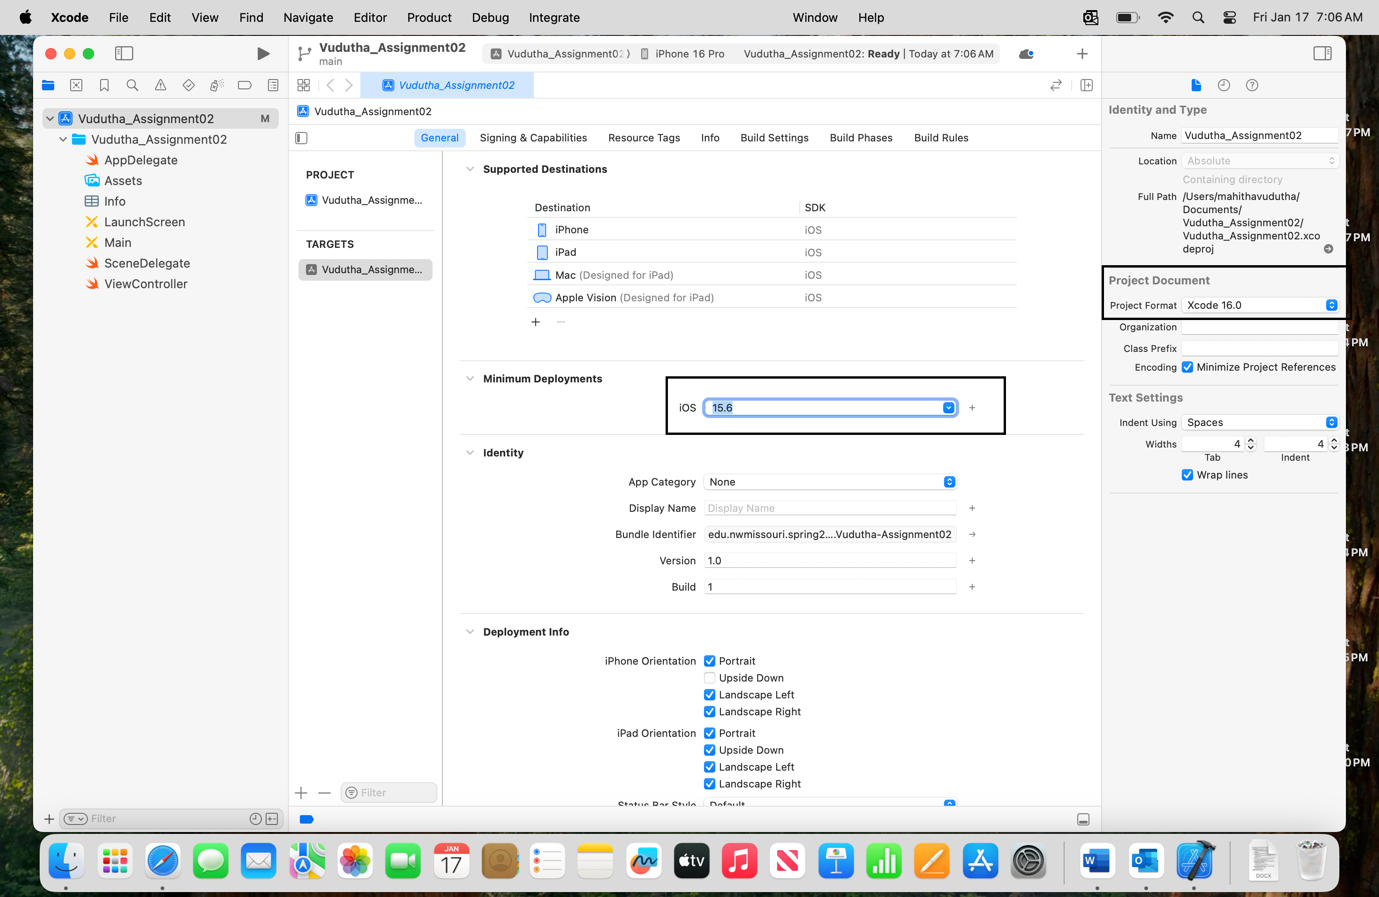 Xcode File Edit View Find Navigate Editor Product Debug Integrate Window Help Fri Jan 17 7:06 AM
Vudutha_Assignment02
main
Vudutha_Assignment02 ⟩ iPhone 16 Pro Vudutha_Assignment02: Ready | Today at 7:06 AM
Vudutha_Assignment02
Vudutha_Assignment02
Vudutha_Assignment02 M
Vudutha_Assignment02
AppDelegate
Assets
Info
LaunchScreen
Main
SceneDelegate
ViewController
Filter
General Signing & Capabilities Resource Tags Info Build Settings Build Phases Build Rules
PROJECT
Vudutha_Assignme...
TARGETS
Vudutha_Assignme...
Filter
Supported Destinations
Destination SDK
iPhone iOS
iPad iOS
Mac (Designed for iPad) iOS
Apple Vision (Designed for iPad) iOS
Minimum Deployments
iOS 15.6
Identity
App Category None
Display Name Display Name
Bundle Identifier edu.nwmissouri.spring2....Vudutha-Assignment02
Version 1.0
Build 1
Deployment Info
iPhone Orientation Portrait
Upside Down
Landscape Left
Landscape Right
iPad Orientation Portrait
Upside Down
Landscape Left
Landscape Right
Status Bar Style Default
Identity and Type
Name Vudutha_Assignment02
Location Absolute
Containing directory
Full Path /Users/mahithavudutha/
Documents/
Vudutha_Assignment02/
Vudutha_Assignment02.xco
deproj
Project Document
Project Format Xcode 16.0
Organization
Class Prefix
Encoding Minimize Project References
Text Settings
Indent Using Spaces
Widths 4 4
Tab Indent
Wrap lines
JAN
17
tv
DOCX